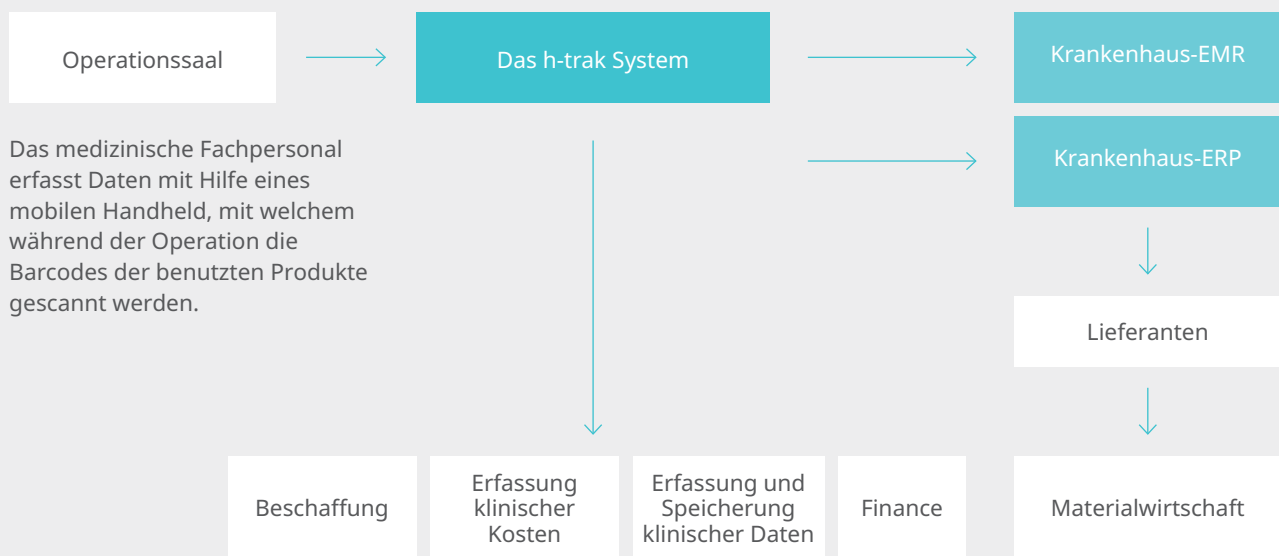 Operationssaal
Das h-trak System
Krankenhaus-EMR
Krankenhaus-ERP
Das medizinische Fachpersonal
erfasst Daten mit Hilfe eines
mobilen Handheld, mit welchem
während der Operation die
Barcodes der benutzten Produkte
gescannt werden.
Lieferanten
Beschaffung
Erfassung
klinischer
Kosten
Erfassung und
Speicherung
klinischer Daten
Finance
Materialwirtschaft